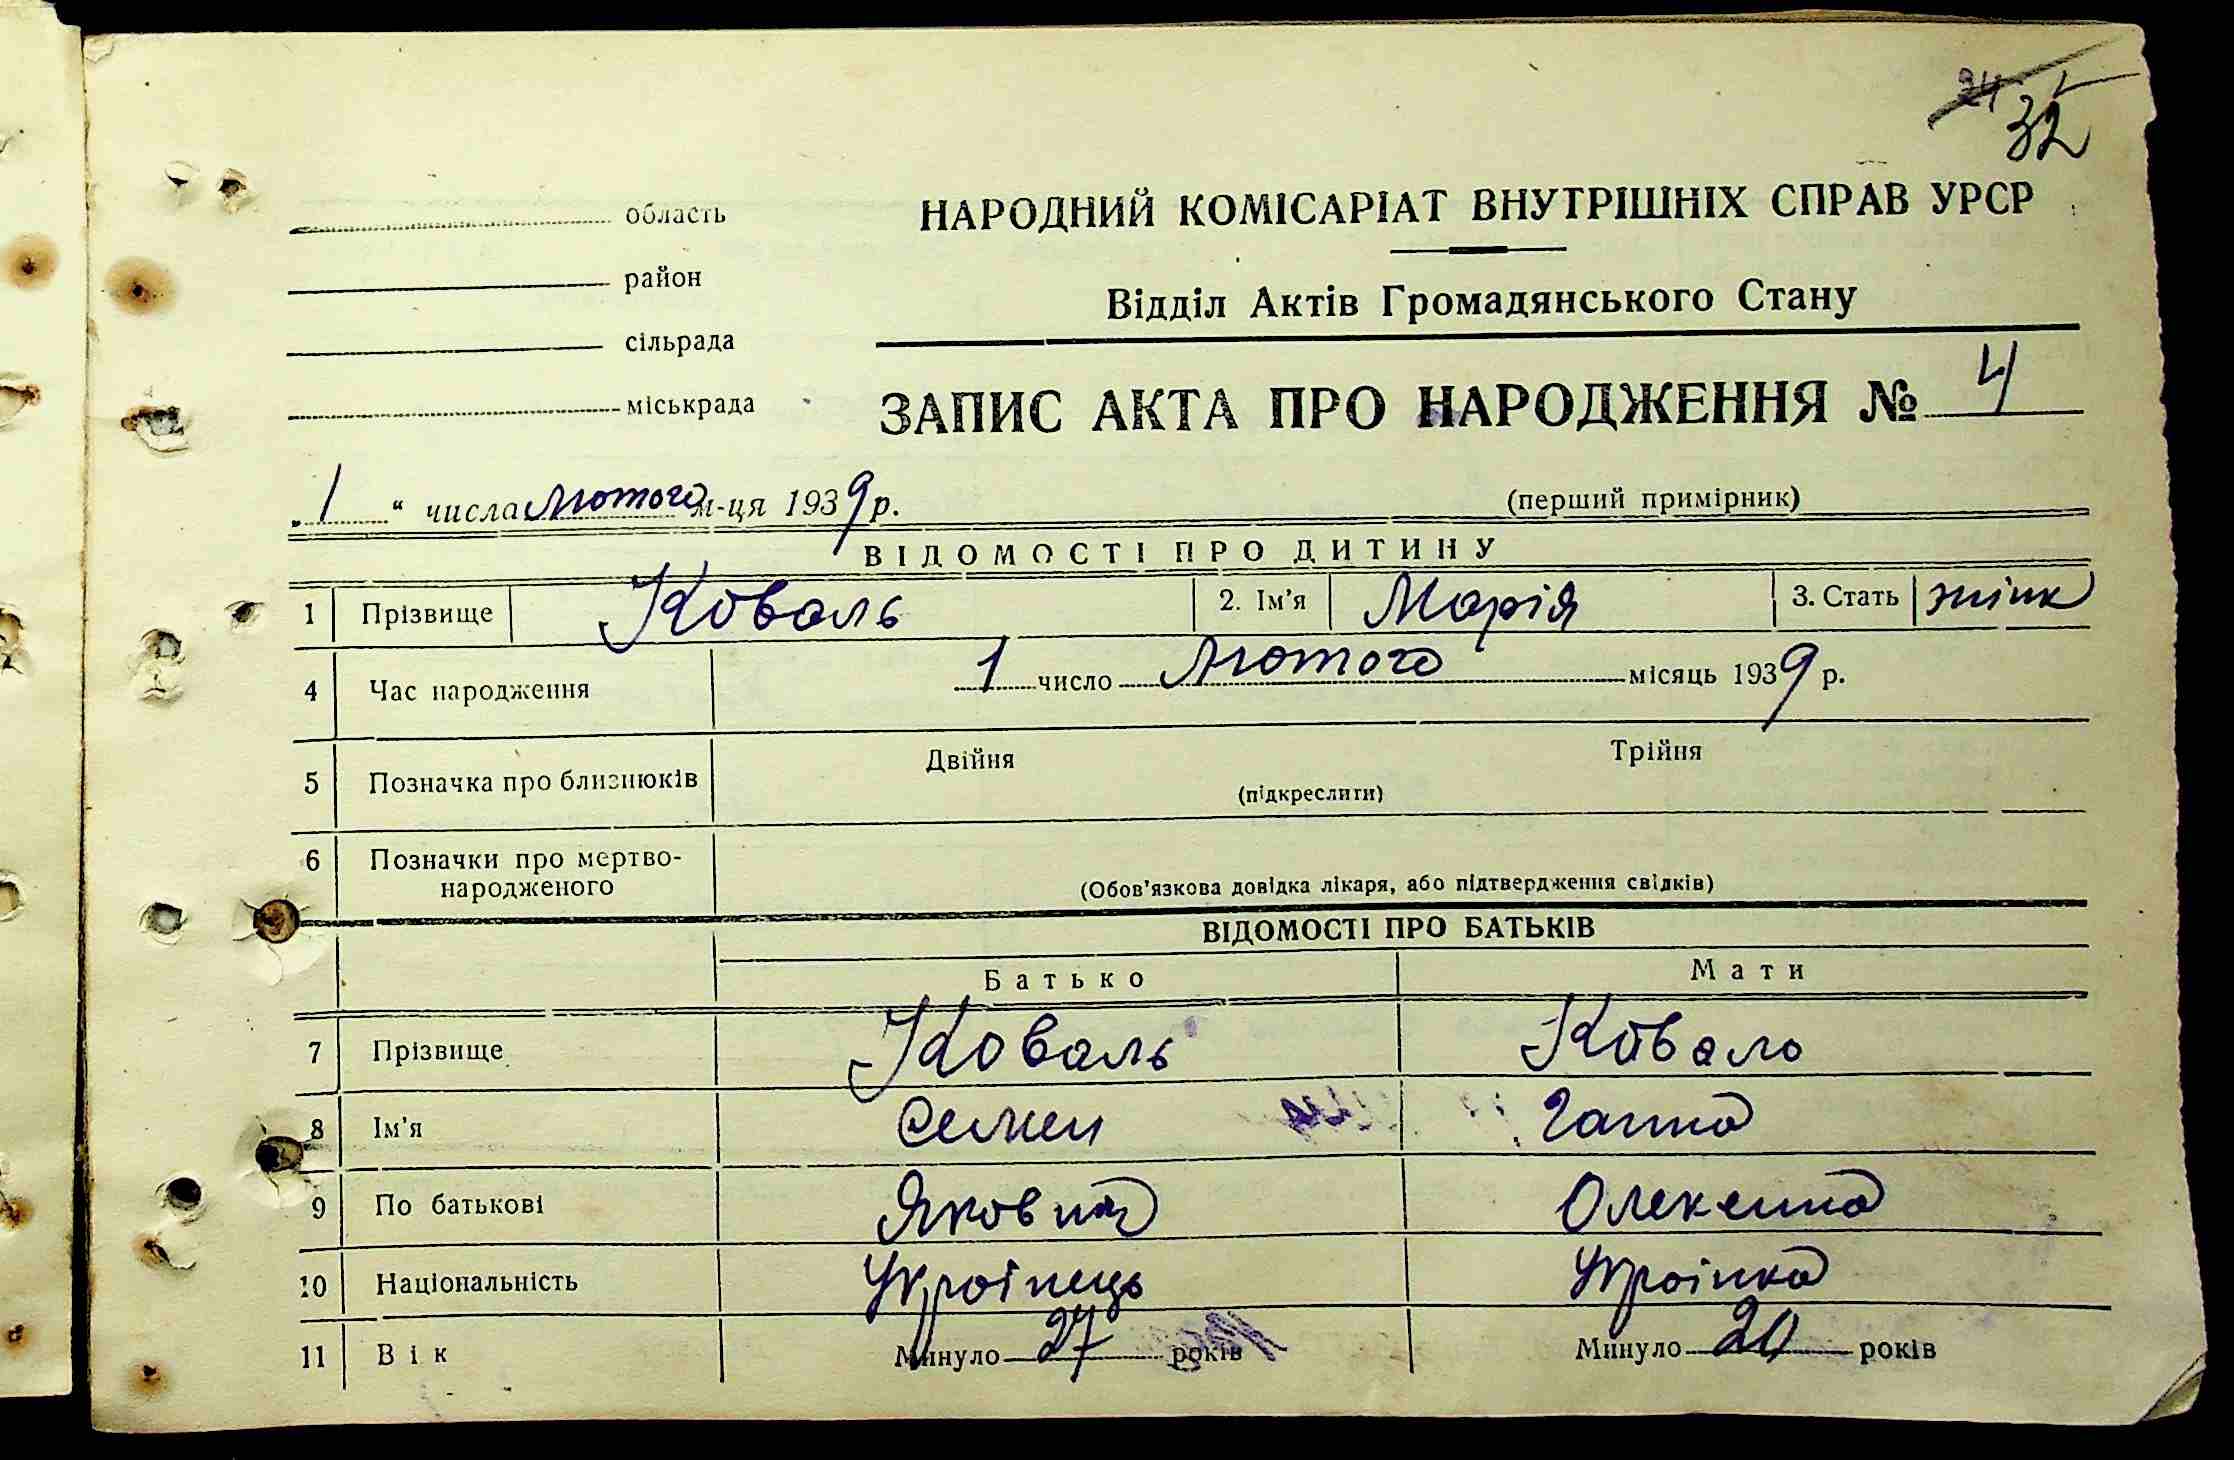 32
область
НАРОДНИЙ КОМІСАРІАТ ВНУТРІШНІХ СПРАВ УРСР
район
Відділ Актів Громадянського Стану
сільрада
міськрада
ЗАПИС АКТА ПРО НАРОДЖЕННЯ № 4
„1“ числа лютого м-ця 1939 р. (перший примірник)
ВІДОМОСТІ ПРО ДИТИНУ
1 Прізвище Коваль 2. Ім'я Марія 3. Стать жінк
4 Час народження 1 число лютого місяць 1939 р.
5 Позначка про близнюків Двійня Трійня
(підкреслити)
6 Позначки про мертво-
народженого (Обов'язкова довідка лікаря, або підтвердження свідків)
ВІДОМОСТІ ПРО БАТЬКІВ
Батько Мати
7 Прізвище Коваль Коваль
8 Ім'я Семен Ганна
9 По батькові
10 Національність Українець Українка
11 Вік Минуло 27 років Минуло років